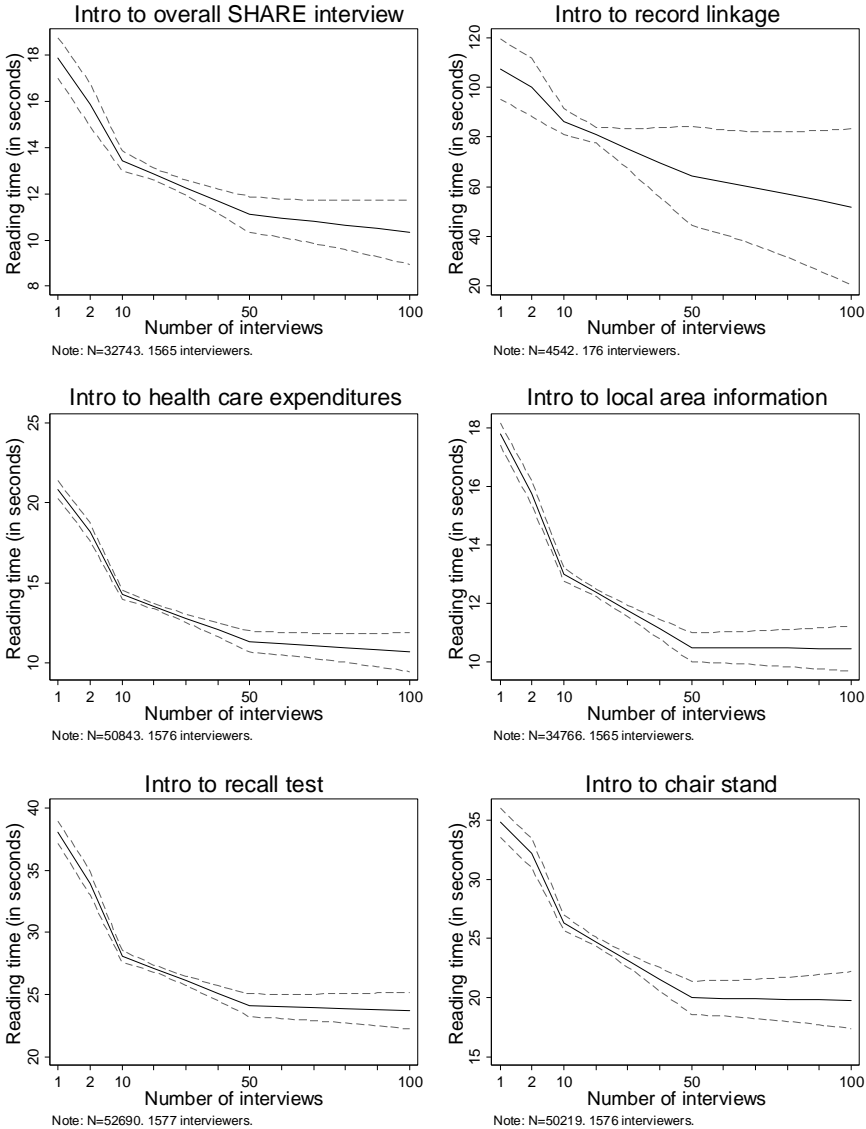 Intro to overall SHARE interview
Reading time (in seconds)
18
16
14
12
10
8
1 2 10 50 100
Number of interviews
Note: N=32743. 1565 interviewers.
Intro to record linkage
Reading time (in seconds)
120
100
80
60
40
20
1 2 10 50 100
Number of interviews
Note: N=4542. 176 interviewers.
Intro to health care expenditures
Reading time (in seconds)
25
20
15
10
1 2 10 50 100
Number of interviews
Note: N=50843. 1576 interviewers.
Intro to local area information
Reading time (in seconds)
18
16
14
12
10
1 2 10 50 100
Number of interviews
Note: N=34766. 1565 interviewers.
Intro to recall test
Reading time (in seconds)
40
35
30
25
20
1 2 10 50 100
Number of interviews
Note: N=52690. 1577 interviewers.
Intro to chair stand
Reading time (in seconds)
35
30
25
20
15
1 2 10 50 100
Number of interviews
Note: N=50219. 1576 interviewers.